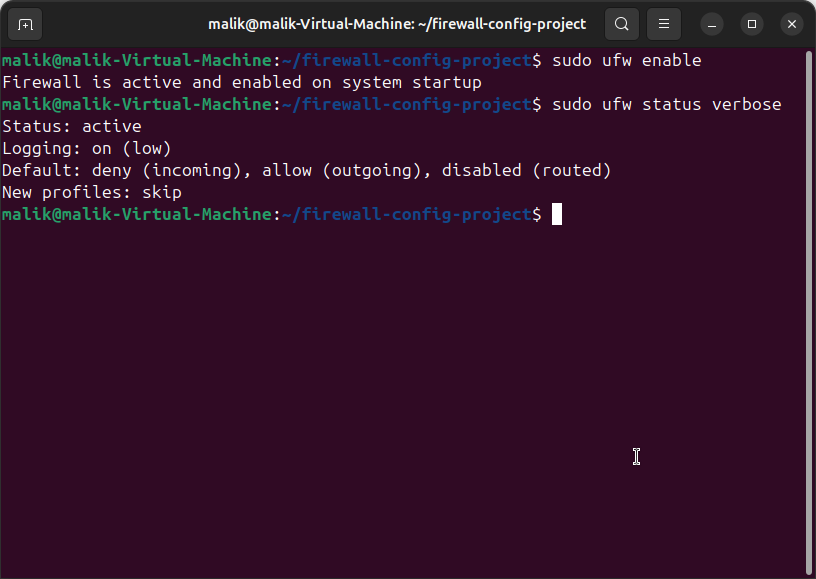 malik@malik-Virtual-Machine: ~/firewall-config-project
malik@malik-Virtual-Machine:~/firewall-config-project$ sudo ufw enable
Firewall is active and enabled on system startup
malik@malik-Virtual-Machine:~/firewall-config-project$ sudo ufw status verbose
Status: active
Logging: on (low)
Default: deny (incoming), allow (outgoing), disabled (routed)
New profiles: skip
malik@malik-Virtual-Machine:~/firewall-config-project$